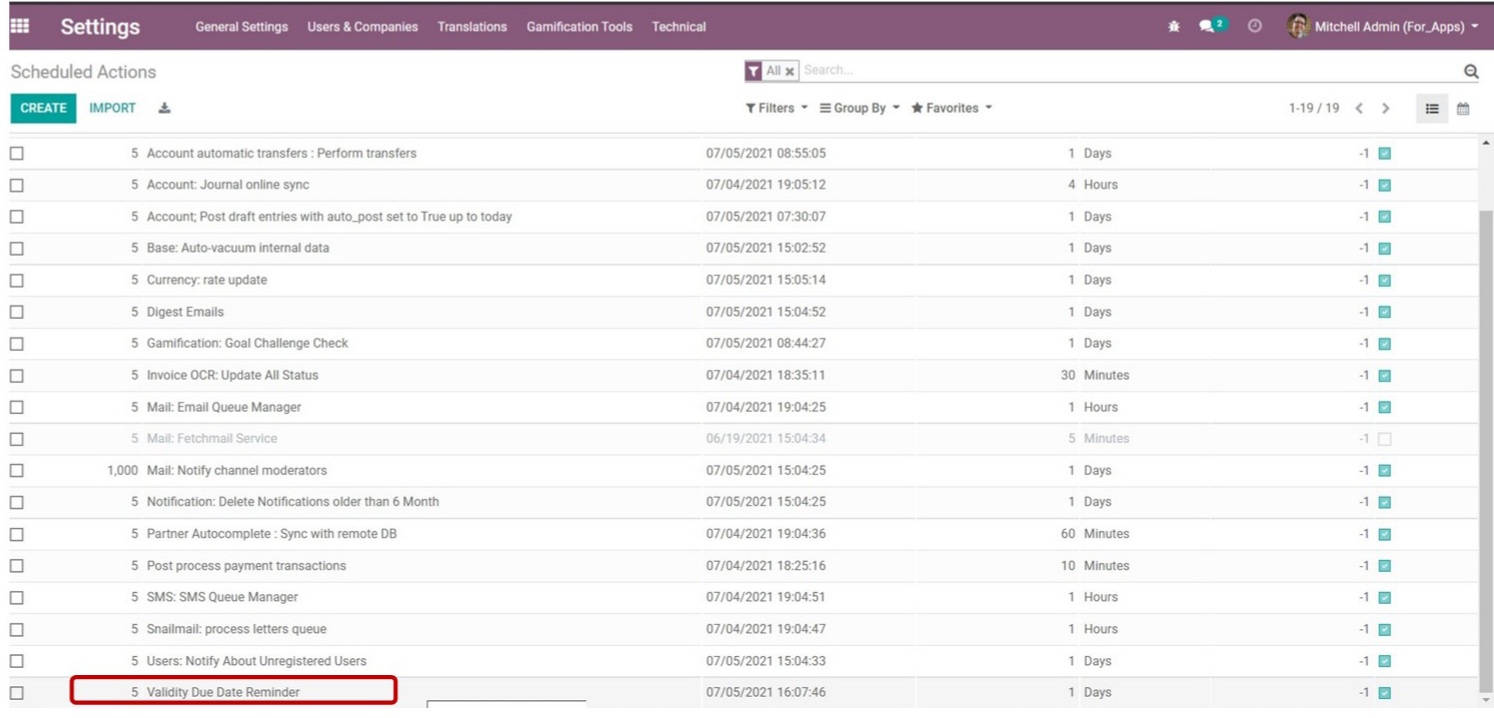 Settings General Settings Users & Companies Translations Gamification Tools Technical 2 Mitchell Admin (For_Apps)
Scheduled Actions All Search...
CREATE IMPORT Filters Group By Favorites 1-19 / 19
5 Account automatic transfers : Perform transfers 07/05/2021 08:55:05 1 Days -1
5 Account: Journal online sync 07/04/2021 19:05:12 4 Hours -1
5 Account; Post draft entries with auto_post set to True up to today 07/05/2021 07:30:07 1 Days -1
5 Base: Auto-vacuum internal data 07/05/2021 15:02:52 1 Days -1
5 Currency: rate update 07/05/2021 15:05:14 1 Days -1
5 Digest Emails 07/05/2021 15:04:52 1 Days -1
5 Gamification: Goal Challenge Check 07/05/2021 08:44:27 1 Days -1
5 Invoice OCR: Update All Status 07/04/2021 18:35:11 30 Minutes -1
5 Mail: Email Queue Manager 07/04/2021 19:04:25 1 Hours -1
5 Mail: Fetchmail Service 06/19/2021 15:04:34 5 Minutes -1
1,000 Mail: Notify channel moderators 07/05/2021 15:04:25 1 Days -1
5 Notification: Delete Notifications older than 6 Month 07/05/2021 15:04:25 1 Days -1
5 Partner Autocomplete : Sync with remote DB 07/04/2021 19:04:36 60 Minutes -1
5 Post process payment transactions 07/04/2021 18:25:16 10 Minutes -1
5 SMS: SMS Queue Manager 07/04/2021 19:04:51 1 Hours -1
5 Snailmail: process letters queue 07/04/2021 19:04:47 1 Hours -1
5 Users: Notify About Unregistered Users 07/05/2021 15:04:33 1 Days -1
5 Validity Due Date Reminder 07/05/2021 16:07:46 1 Days -1